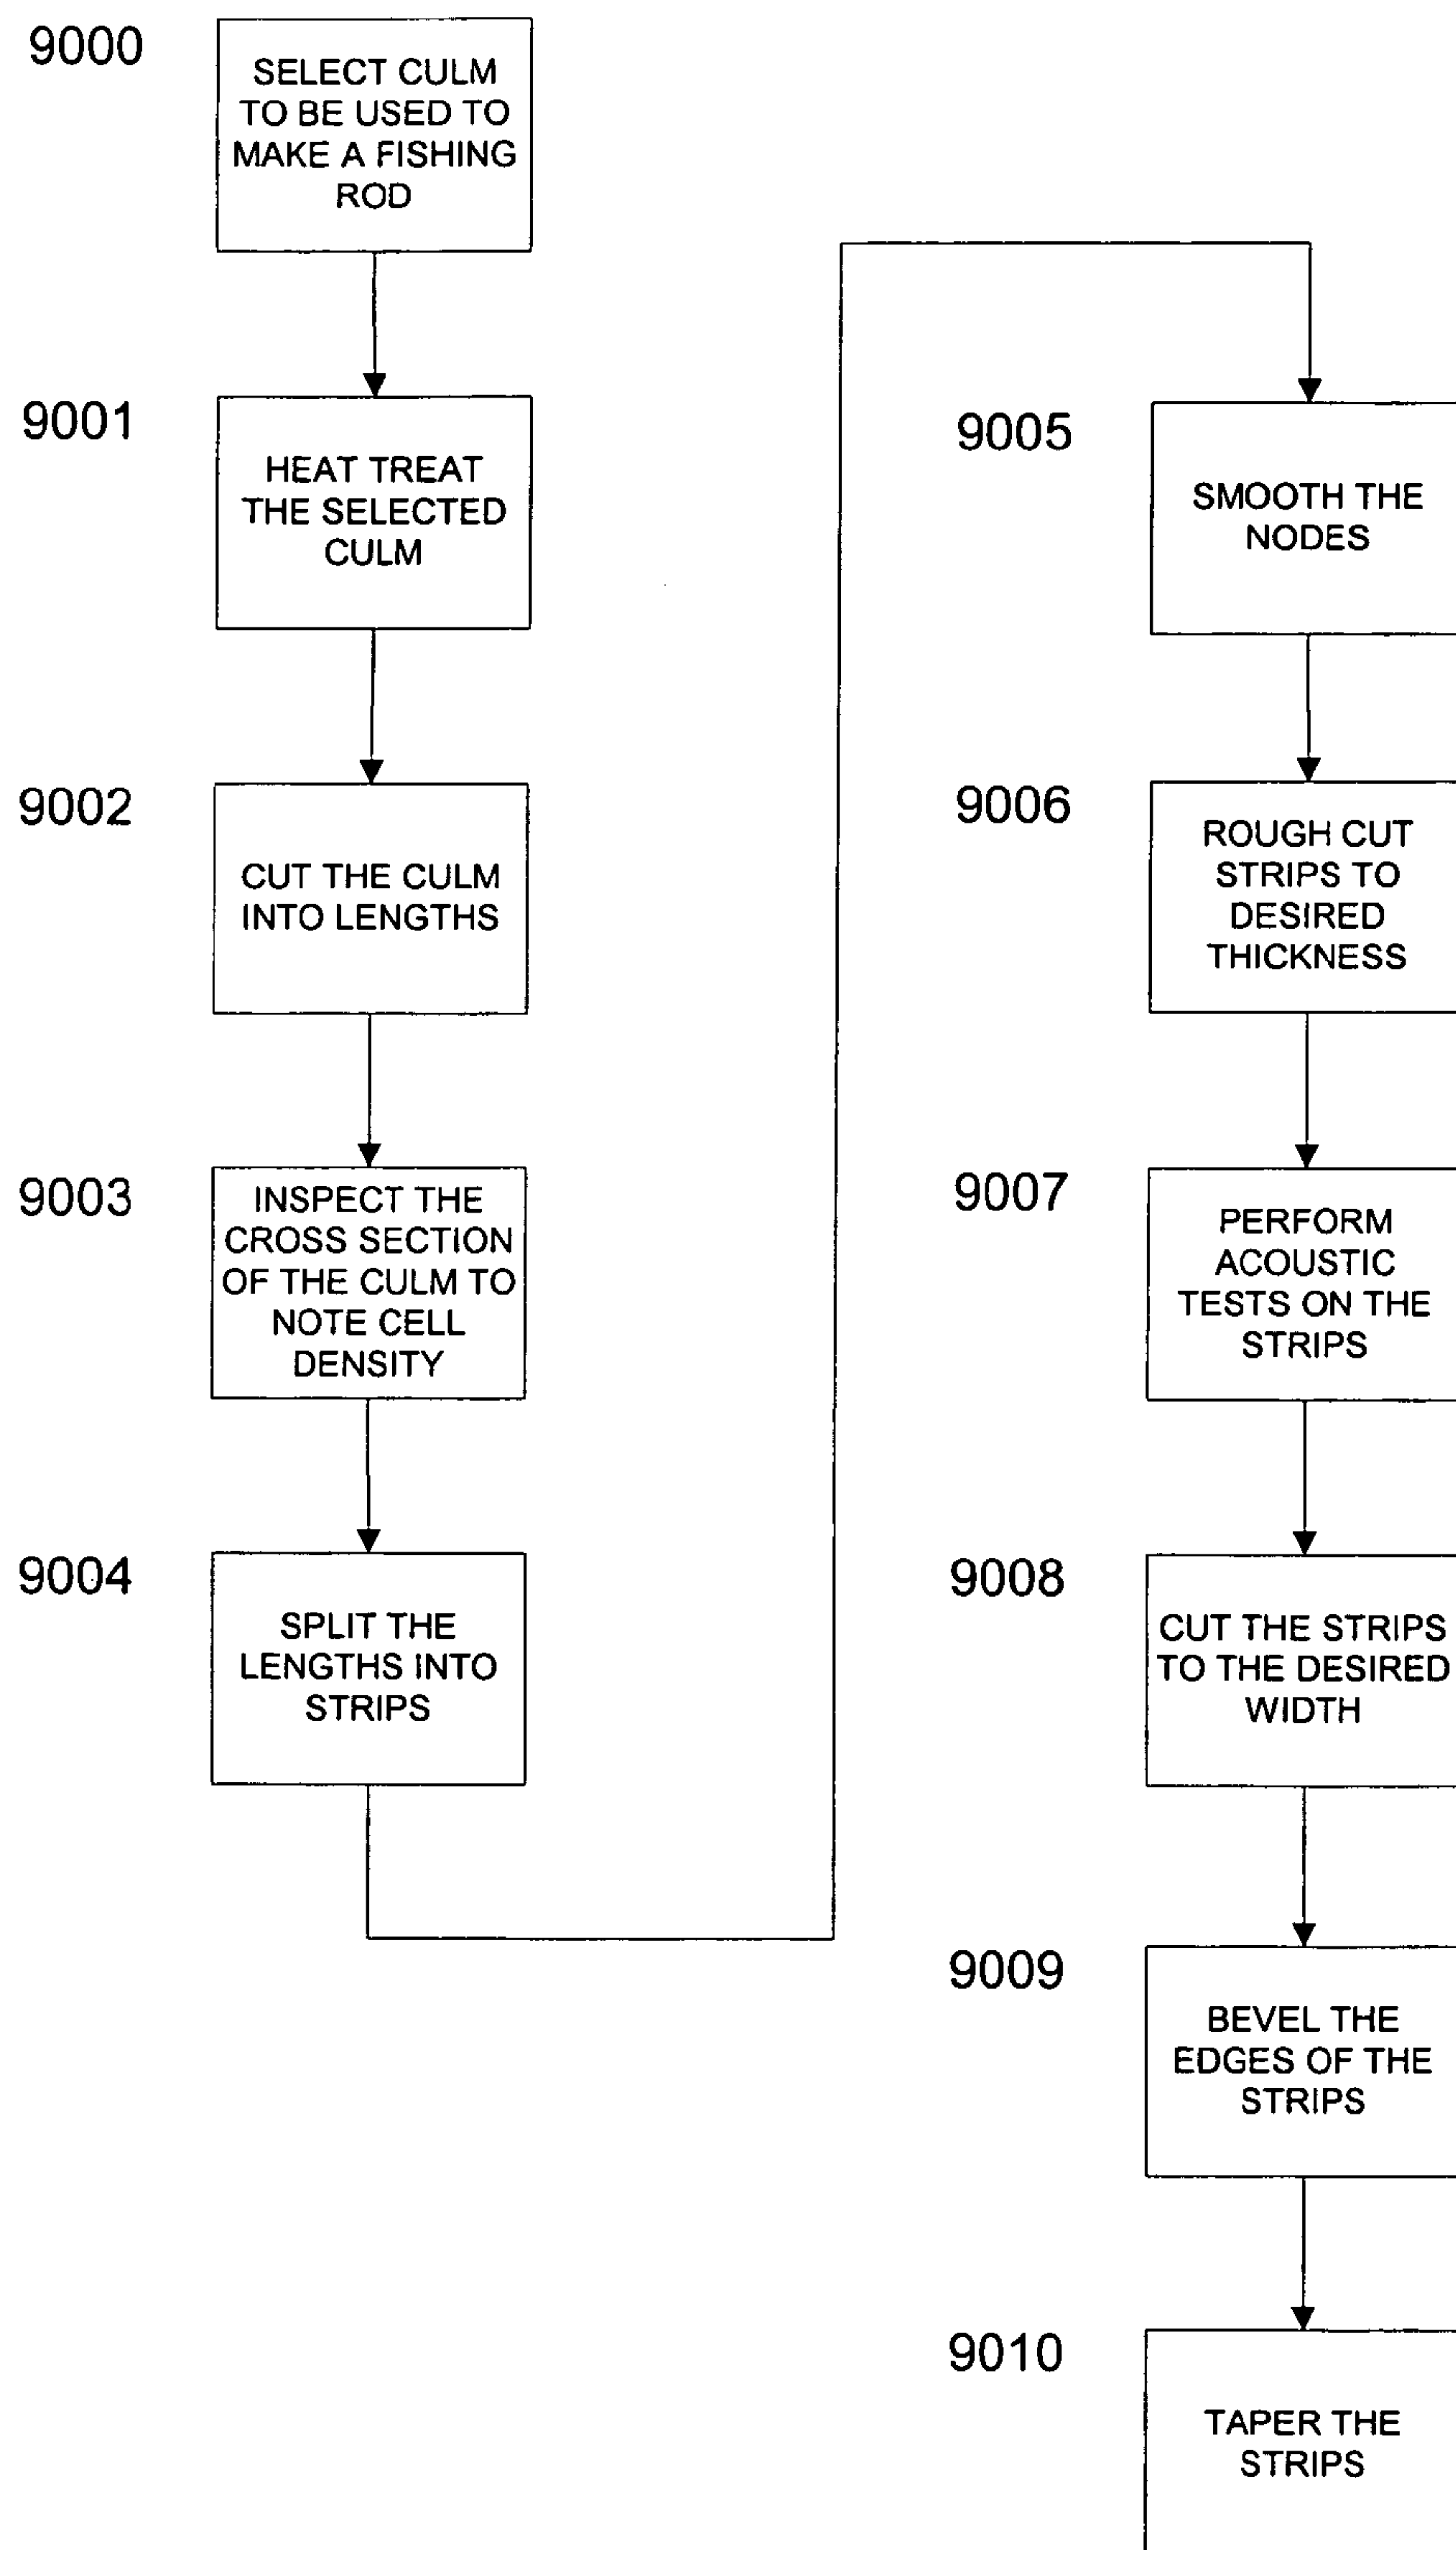 9000
SELECT CULM
TO BE USED TO
MAKE A FISHING
ROD
9001
HEAT TREAT
THE SELECTED
CULM
9002
CUT THE CULM
INTO LENGTHS
9003
INSPECT THE
CROSS SECTION
OF THE CULM TO
NOTE CELL
DENSITY
9004
SPLIT THE
LENGTHS INTO
STRIPS
9005
SMOOTH THE
NODES
9006
ROUGH CUT
STRIPS TO
DESIRED
THICKNESS
9007
PERFORM
ACOUSTIC
TESTS ON THE
STRIPS
9008
CUT THE STRIPS
TO THE DESIRED
WIDTH
9009
BEVEL THE
EDGES OF THE
STRIPS
9010
TAPER THE
STRIPS